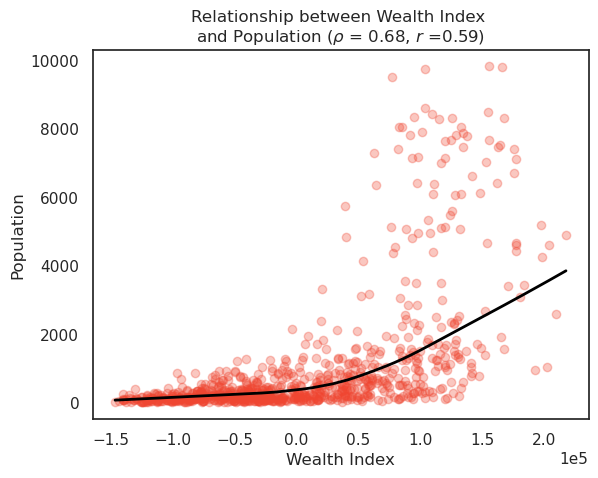 Relationship between Wealth Index
and Population (ρ = 0.68, r =0.59)
10000
8000
6000
4000
2000
0
Population
−1.5 −1.0 −0.5 0.0 0.5 1.0 1.5 2.0
1e5
Wealth Index